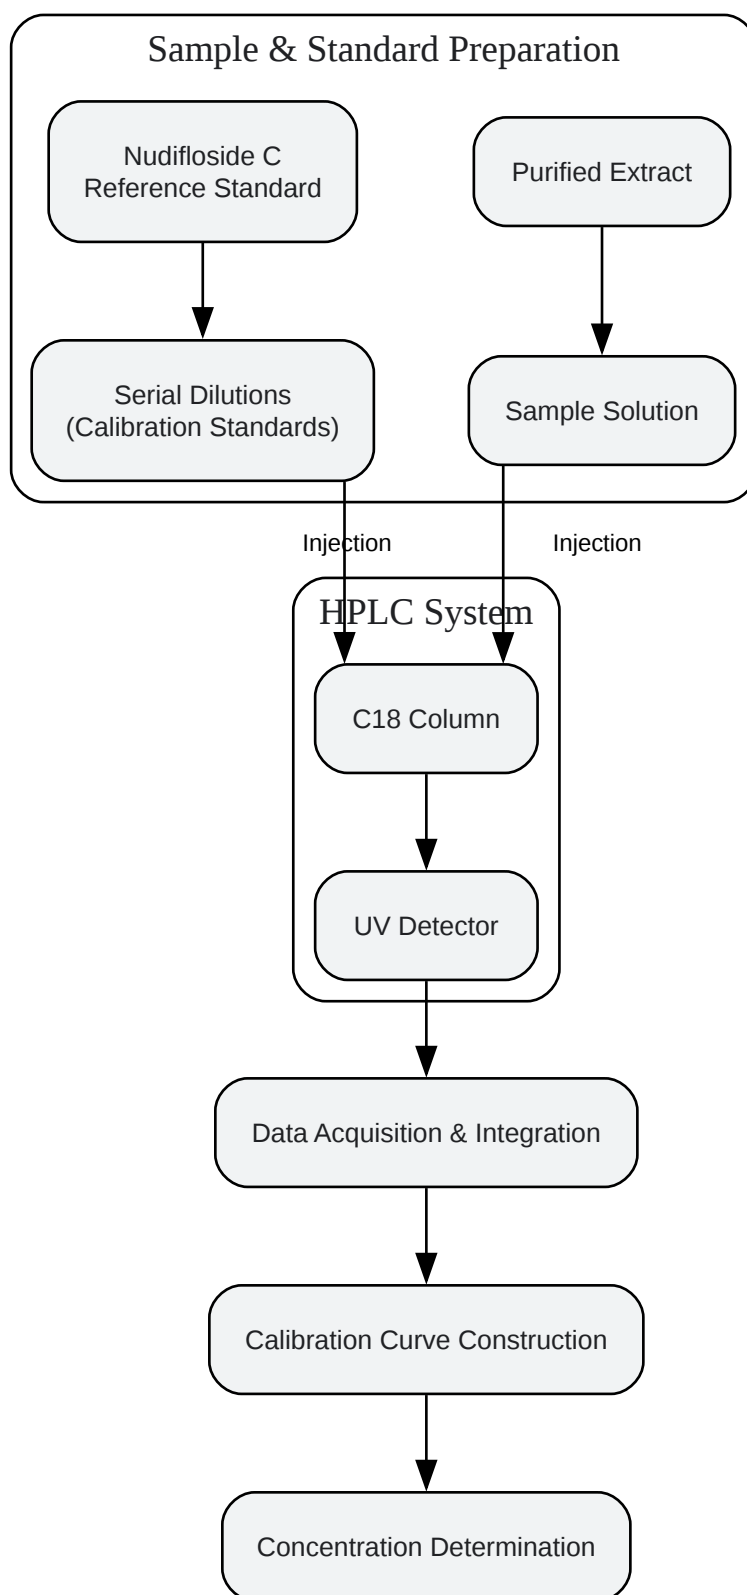 Sample & Standard Preparation
Nudifloside C
Reference Standard
Purified Extract
Serial Dilutions
(Calibration Standards)
Sample Solution
Injection
Injection
HPLC System
C18 Column
UV Detector
Data Acquisition & Integration
Calibration Curve Construction
Concentration Determination